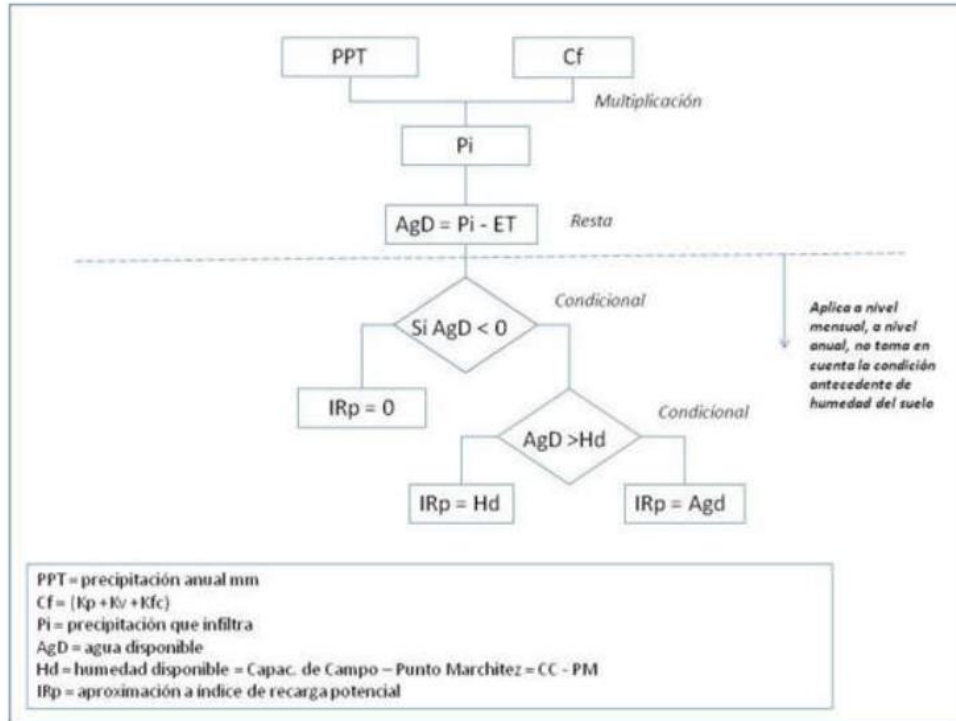 PPT
Cf
Multiplicación
Pi
AgD = Pi - ET
Resta
Condicional
Si AgD < 0
Aplica a nivel
mensual, a nivel
anual, no toma en
cuenta la condición
antecedente de
humedad del suelo
IRp = 0
Condicional
AgD >Hd
IRp = Hd
IRp = Agd
PPT = precipitación anual mm
Cf = (Kp + Kv + Kfc)
Pi = precipitación que infiltra
AgD = agua disponible
Hd = humedad disponible = Capac. de Campo – Punto Marchitez = CC - PM
IRp = aproximación a índice de recarga potencial